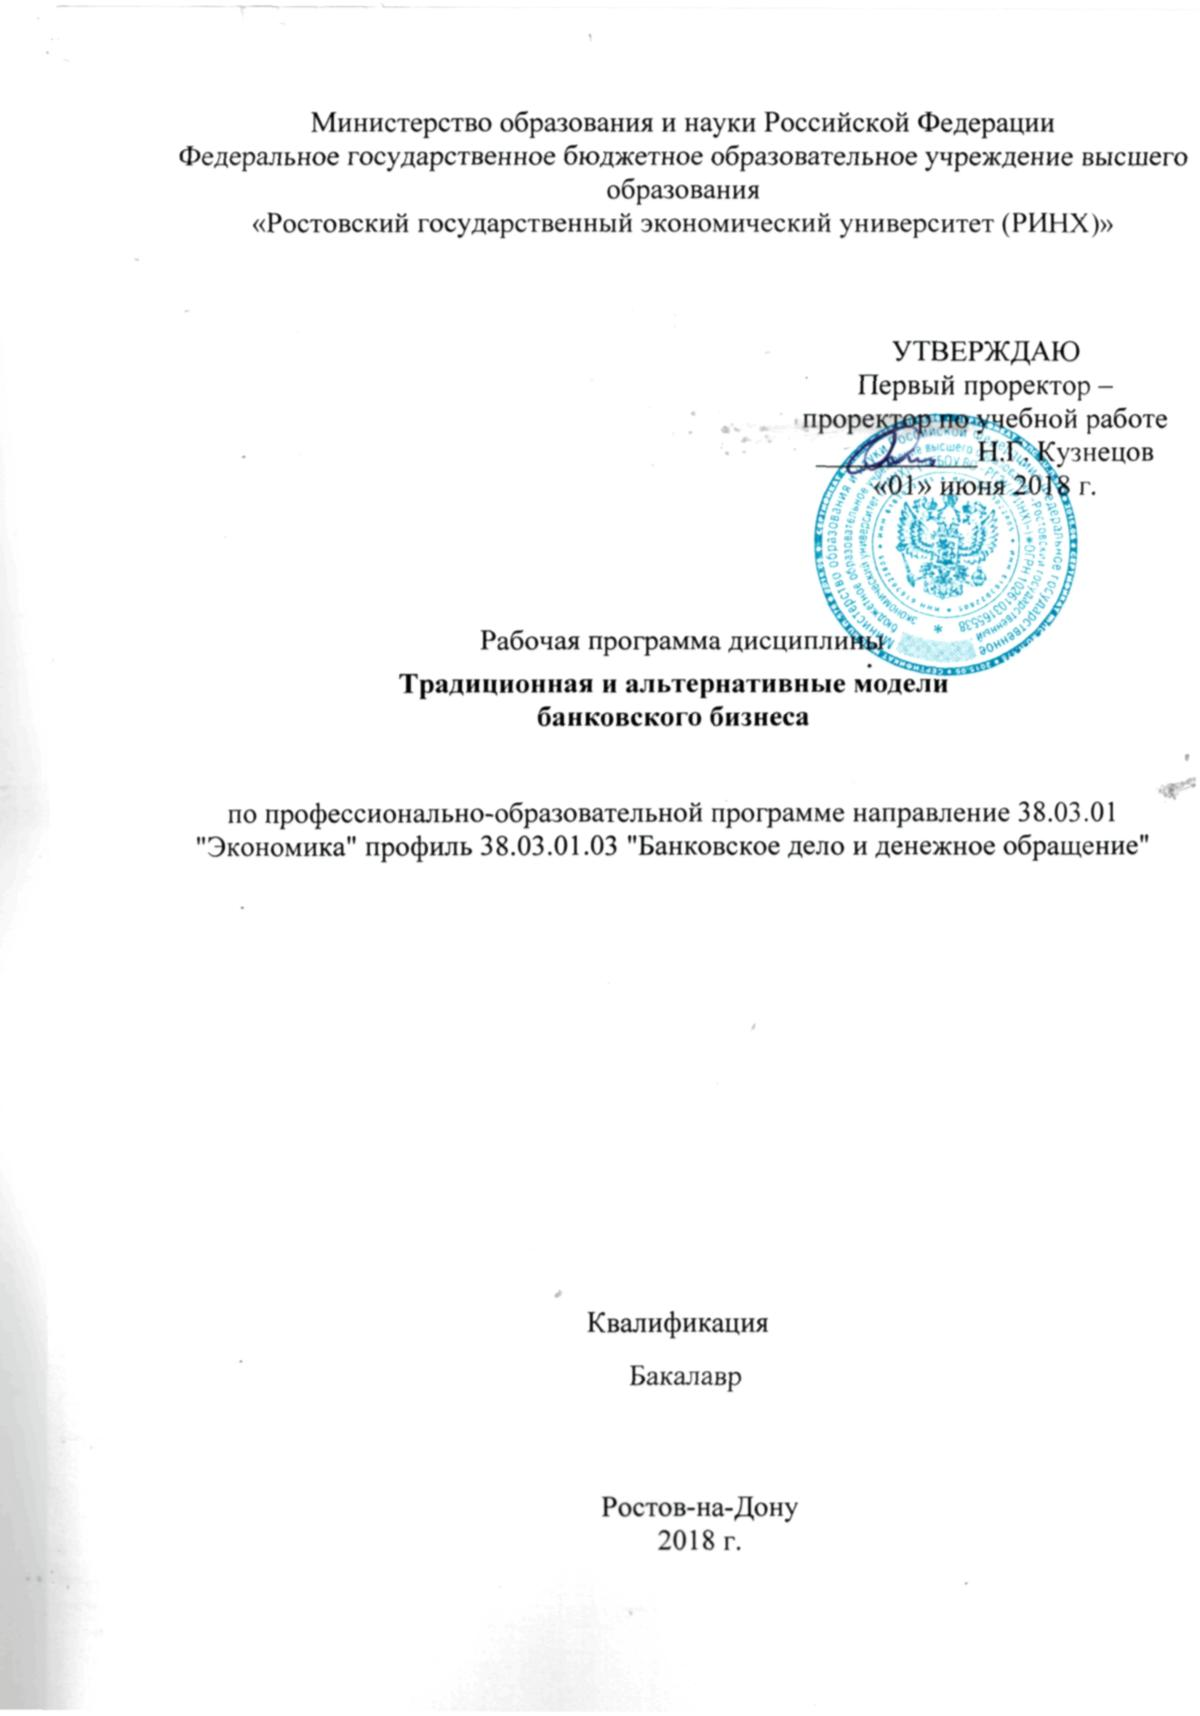 Министерство образования и науки Российской Федерации
Федеральное государственное бюджетное образовательное учреждение высшего
образования
«Ростовский государственный экономический университет (РИНХ)»
УТВЕРЖДАЮ
Первый проректор –
проректор по учебной работе
Н.Г. Кузнецов
«01» июня 2018 г.
Рабочая программа дисциплины
Традиционная и альтернативные модели
банковского бизнеса
по профессионально-образовательной программе направление 38.03.01
"Экономика" профиль 38.03.01.03 "Банковское дело и денежное обращение"
Квалификация
Бакалавр
Ростов-на-Дону
2018 г.